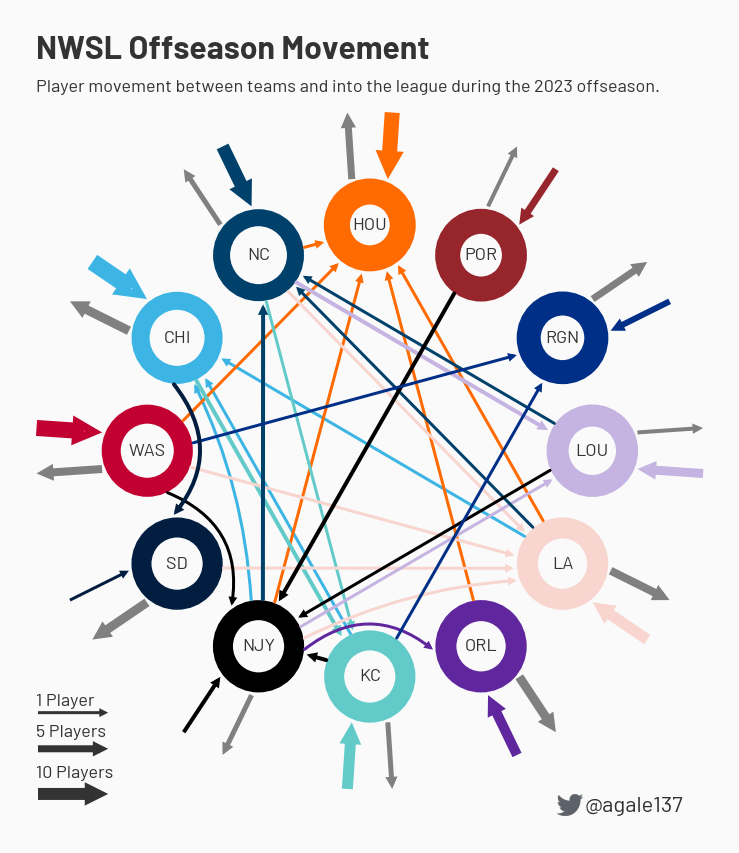 NWSL Offseason Movement
Player movement between teams and into the league during the 2023 offseason.
HOU
NC
POR
CHI
RGN
WAS
LOU
SD
LA
NJY
ORL
KC
1 Player
5 Players
10 Players
@agale137